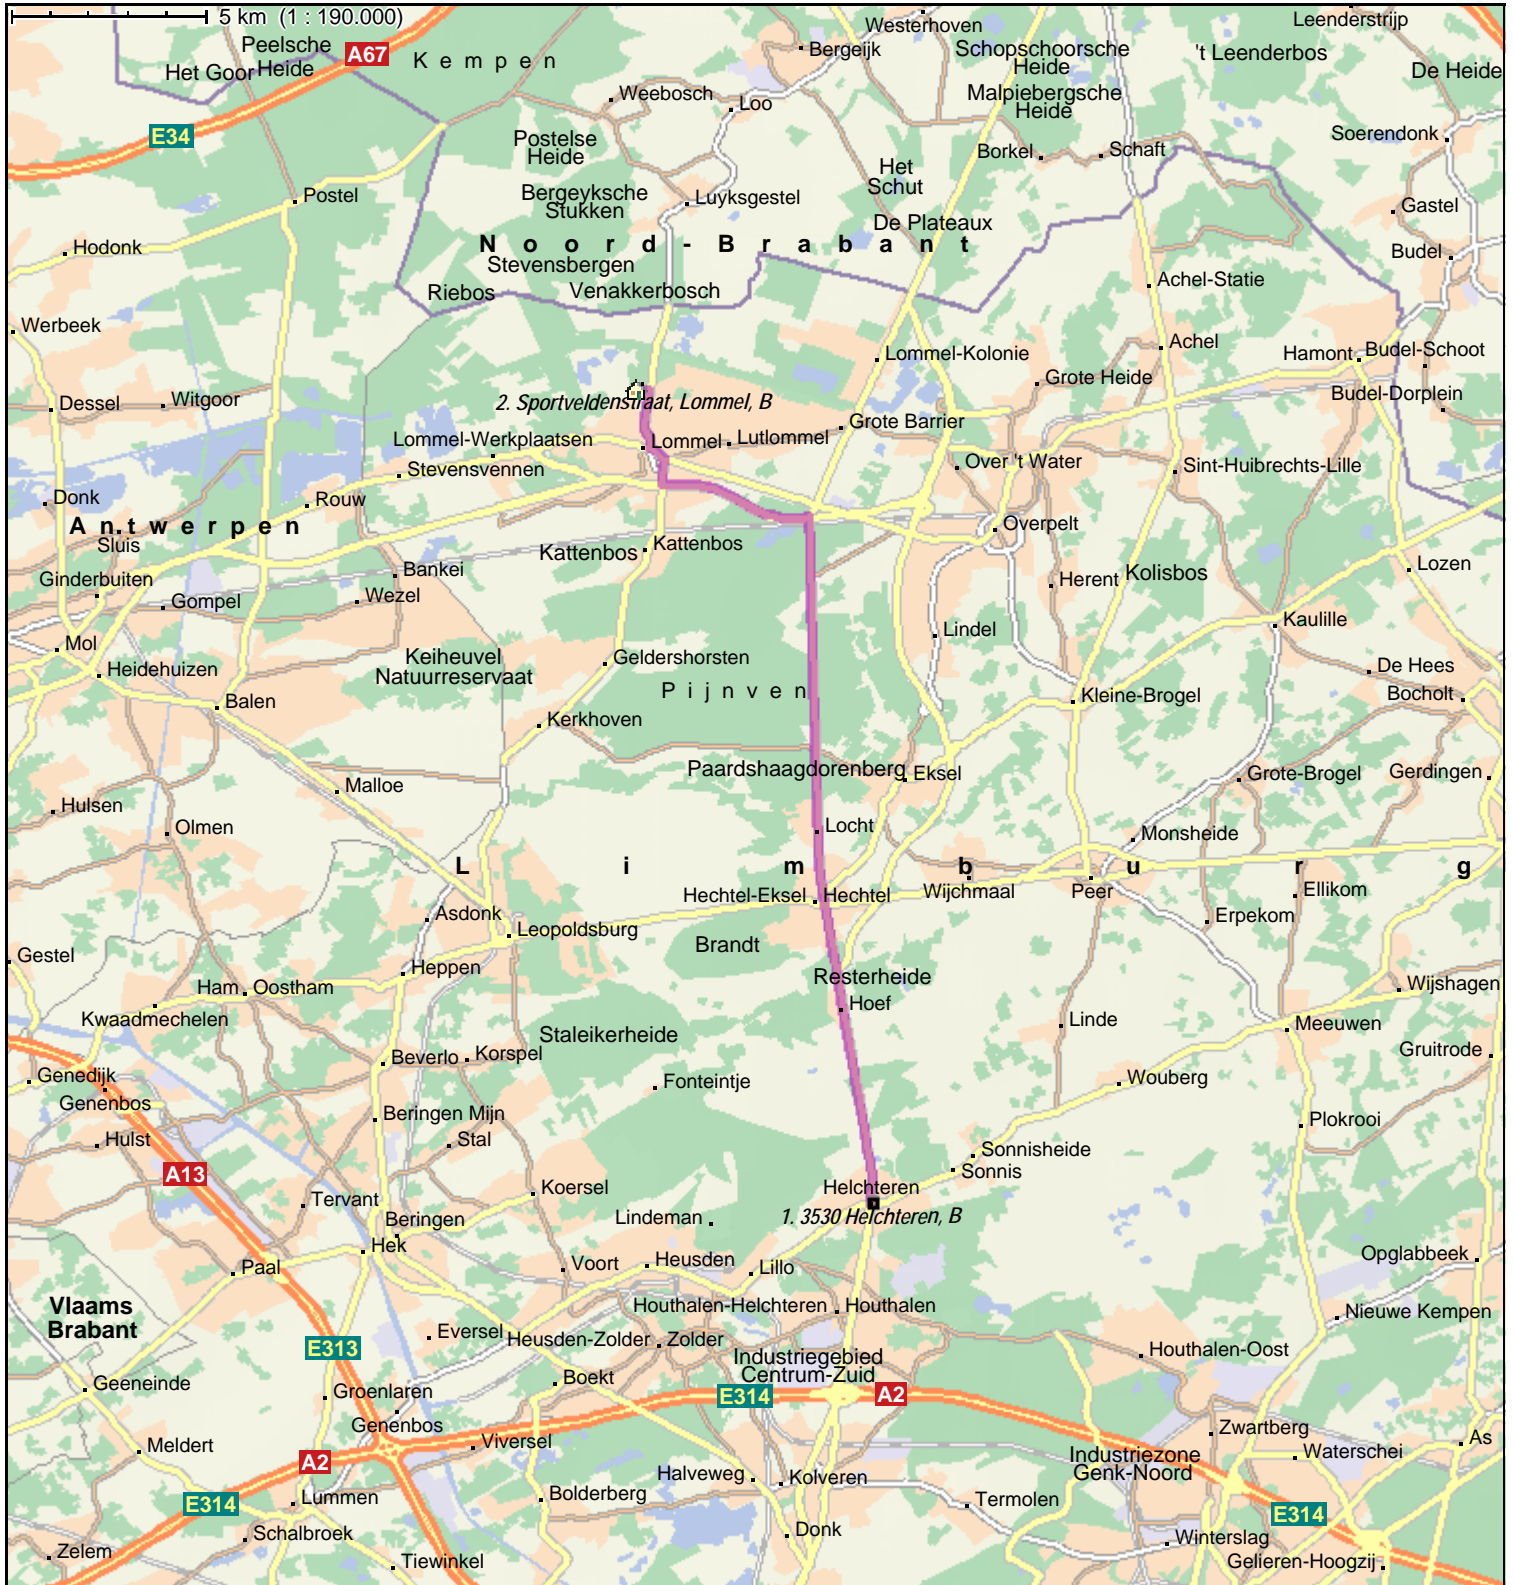 5 km (1 : 190.000)
Westerhoven
Leenderstrijp
Peelsche
Heide
Het Goor
A67
Kempen
Bergeijk
Schopschoorsche
Heide
't Leenderbos
De Heide
Malpiebergsche
Heide
Weebosch
Loo
E34
Postelse
Heide
Soerendonk
Borkel
Schaft
Het
Schut
Postel
Bergeyksche
Stukken
Luyksgestel
Gastel
De Plateaux
Hodonk
Noord-Brabant
Budel
Stevensbergen
Riebos
Venakkerbosch
Achel-Statie
Werbeek
Lommel-Kolonie
Achel
Hamont
Budel-Schoot
Grote Heide
Budel-Dorplein
Dessel
Witgoor
2. Sportveldenstraat, Lommel, B
Grote Barrier
Lommel-Werkplaatsen
Lommel
Lutlommel
Stevensvennen
Over 't Water
Sint-Huibrechts-Lille
Donk
Rouw
Antwerpen
Sluis
Overpelt
Kattenbos
Kattenbos
Bankei
Ginderbuiten
Gompel
Wezel
Herent
Kolisbos
Lozen
Kaulille
Lindel
Mol
Heidehuizen
Keiheuvel
Natuurreservaat
Geldershorsten
Pijnven
De Hees
Bocholt
Balen
Kleine-Brogel
Kerkhoven
Paardshaagdorenberg
Eksel
Grote-Brogel
Gerdingen
Malloe
Hulsen
Olmen
Locht
Monsheide
Limburg
Hechtel-Eksel
Hechtel
Wijchmaal
Peer
Ellikom
Asdonk
Erpekom
Leopoldsburg
Brandt
Gestel
Heppen
Resterheide
Ham
Oostham
Hoef
Wijshagen
Kwaadmechelen
Linde
Meeuwen
Staleikerheide
Beverlo
Korspel
Gruitrode
Genedijk
Genenbos
Fonteintje
Wouberg
Beringen Mijn
Plokrooi
Hulst
Stal
Sonnisheide
Sonnis
A13
Tervant
Koersel
Helchteren
Beringen
Lindeman
1. 3530 Helchteren, B
Hek
Opglabbeek
Paal
Voort
Heusden
Lillo
Vlaams
Brabant
Houthalen-Helchteren
Houthalen
Nieuwe Kempen
Eversel
Heusden-Zolder
Zolder
E313
Industriegebied
Centrum-Zuid
Houthalen-Oost
Geeneinde
Groenlaren
Boekt
E314
A2
Genenbos
Zwartberg
Meldert
Viversel
Waterschei
As
A2
Industriezone
Genk-Noord
Halveweg
Kolveren
E314
Lummen
Bolderberg
Termolen
E314
Schalbroek
Donk
Winterslag
Zelem
Tiewinkel
Gelieren-Hoogzij